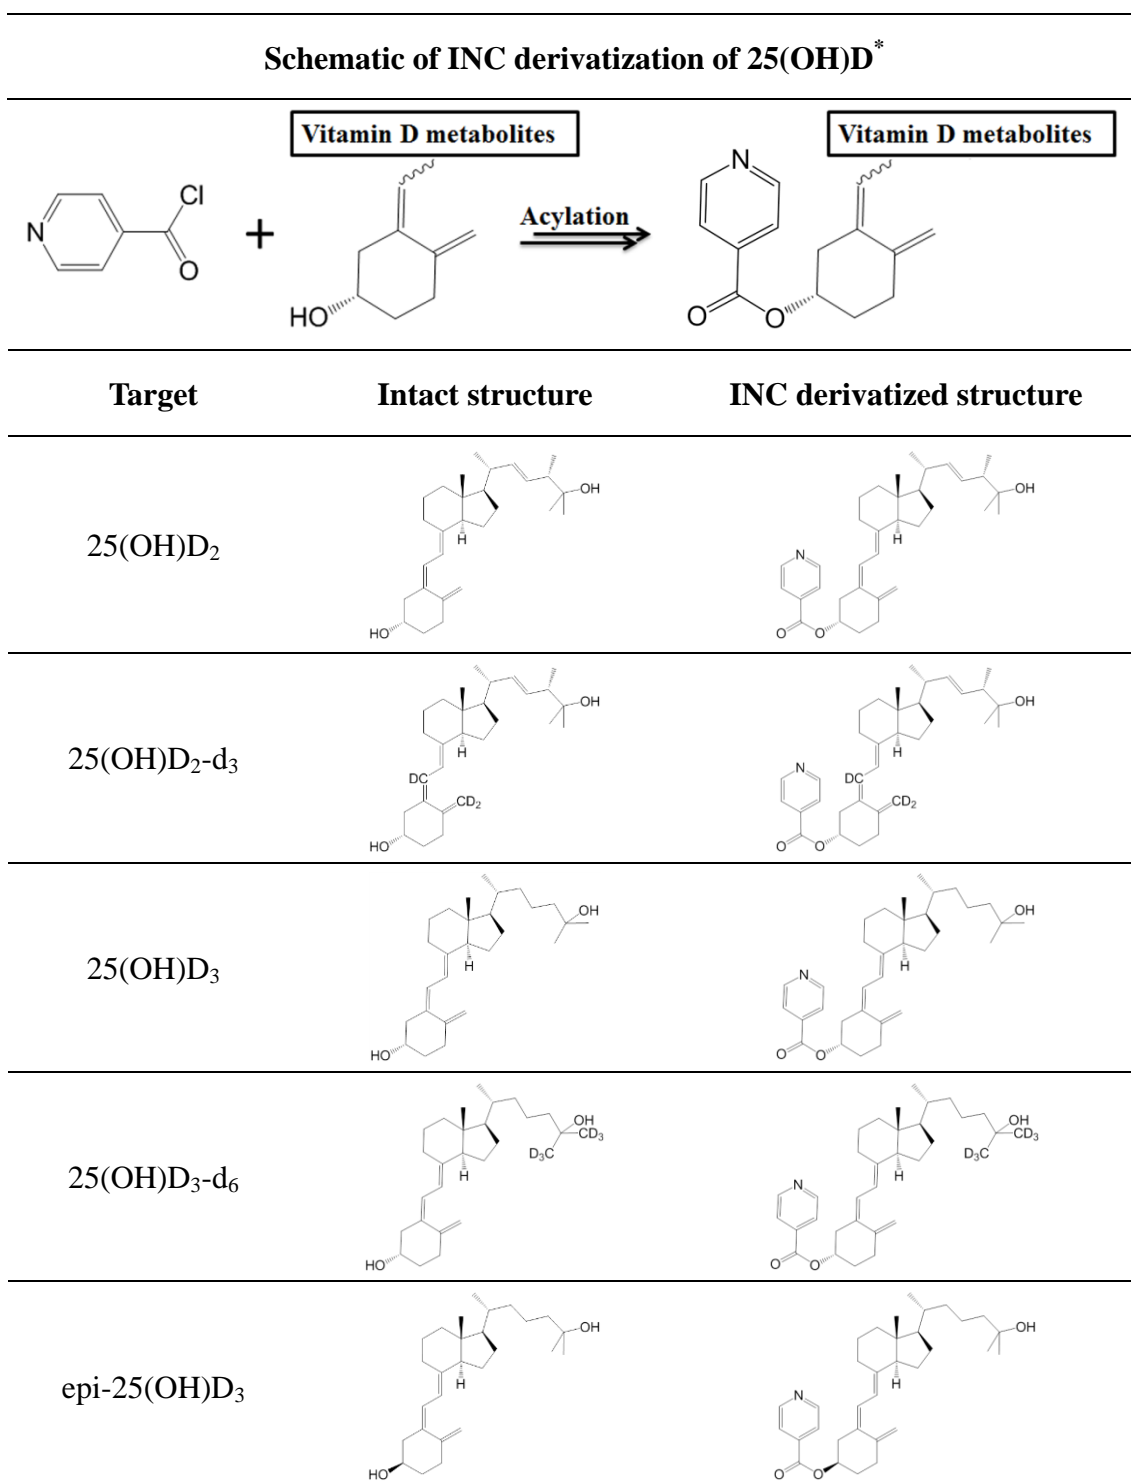 Schematic of INC derivatization of 25(OH)D*
Vitamin D metabolites
Vitamin D metabolites
N
Cl
O
+
HO
Acylation
N
O
O
Target Intact structure INC derivatized structure
25(OH)D2
OH
H
HO
OH
H
N
O
O
25(OH)D2-d3
OH
H
DC
CD2
HO
OH
H
N
DC
CD2
O
O
25(OH)D3
OH
H
HO
OH
H
N
O
O
25(OH)D3-d6
OH
CD3
D3C
H
HO
OH
CD3
D3C
H
N
O
O
epi-25(OH)D3
OH
H
HO
OH
H
N
O
O